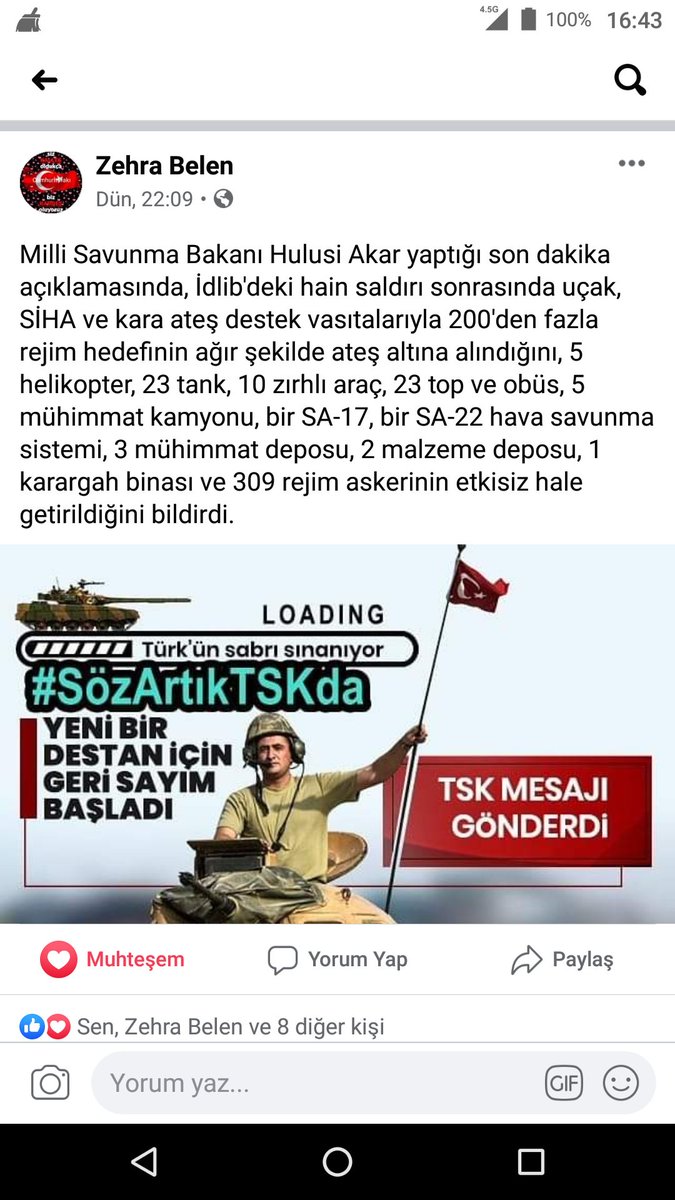 4.5G
100%
16:43
Zehra Belen
Dün, 22:09 •
Milli Savunma Bakanı Hulusi Akar yaptığı son dakika
açıklamasında, İdlib'deki hain saldırı sonrasında uçak,
SİHA ve kara ateş destek vasıtalarıyla 200'den fazla
rejim hedefinin ağır şekilde ateş altına alındığını, 5
helikopter, 23 tank, 10 zırhlı araç, 23 top ve obüs, 5
mühimmat kamyonu, bir SA-17, bir SA-22 hava savunma
sistemi, 3 mühimmat deposu, 2 malzeme deposu, 1
karargah binası ve 309 rejim askerinin etkisiz hale
getirildiğini bildirdi.
LOADING
Türk'ün sabrı sınanıyor
#SözArtıkTSKda
YENİ BİR
DESTAN İÇİN
GERİ SAYIM
BAŞLADI
TSK MESAJI
GÖNDERDİ
Muhteşem
Yorum Yap
Paylaş
Sen, Zehra Belen ve 8 diğer kişi
Yorum yaz...
GIF